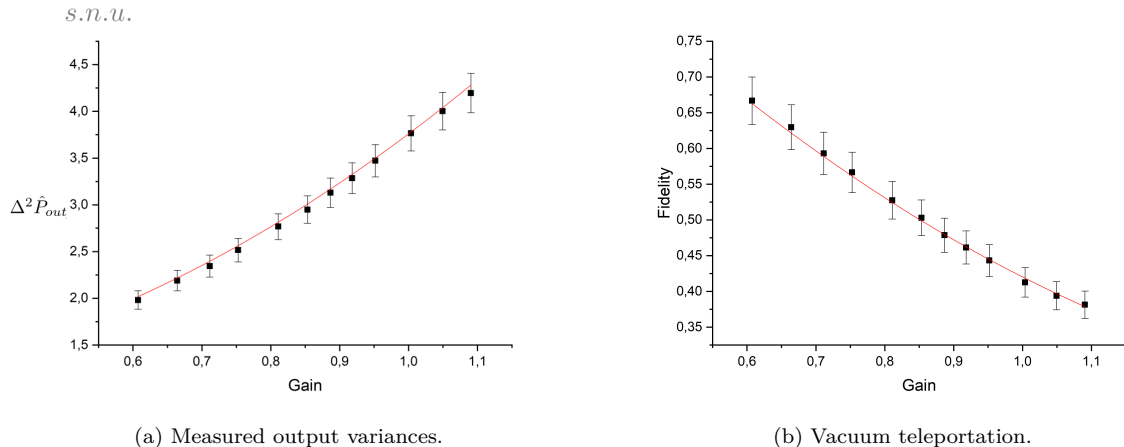 s.n.u.
4,5
4,0
3,5
Δ²P̂out 3,0
2,5
2,0
1,5
0,6 0,7 0,8 0,9 1,0 1,1
Gain
(a) Measured output variances.
0,75
0,70
0,65
0,60
0,55
Fidelity
0,50
0,45
0,40
0,35
0,6 0,7 0,8 0,9 1,0 1,1
Gain
(b) Vacuum teleportation.